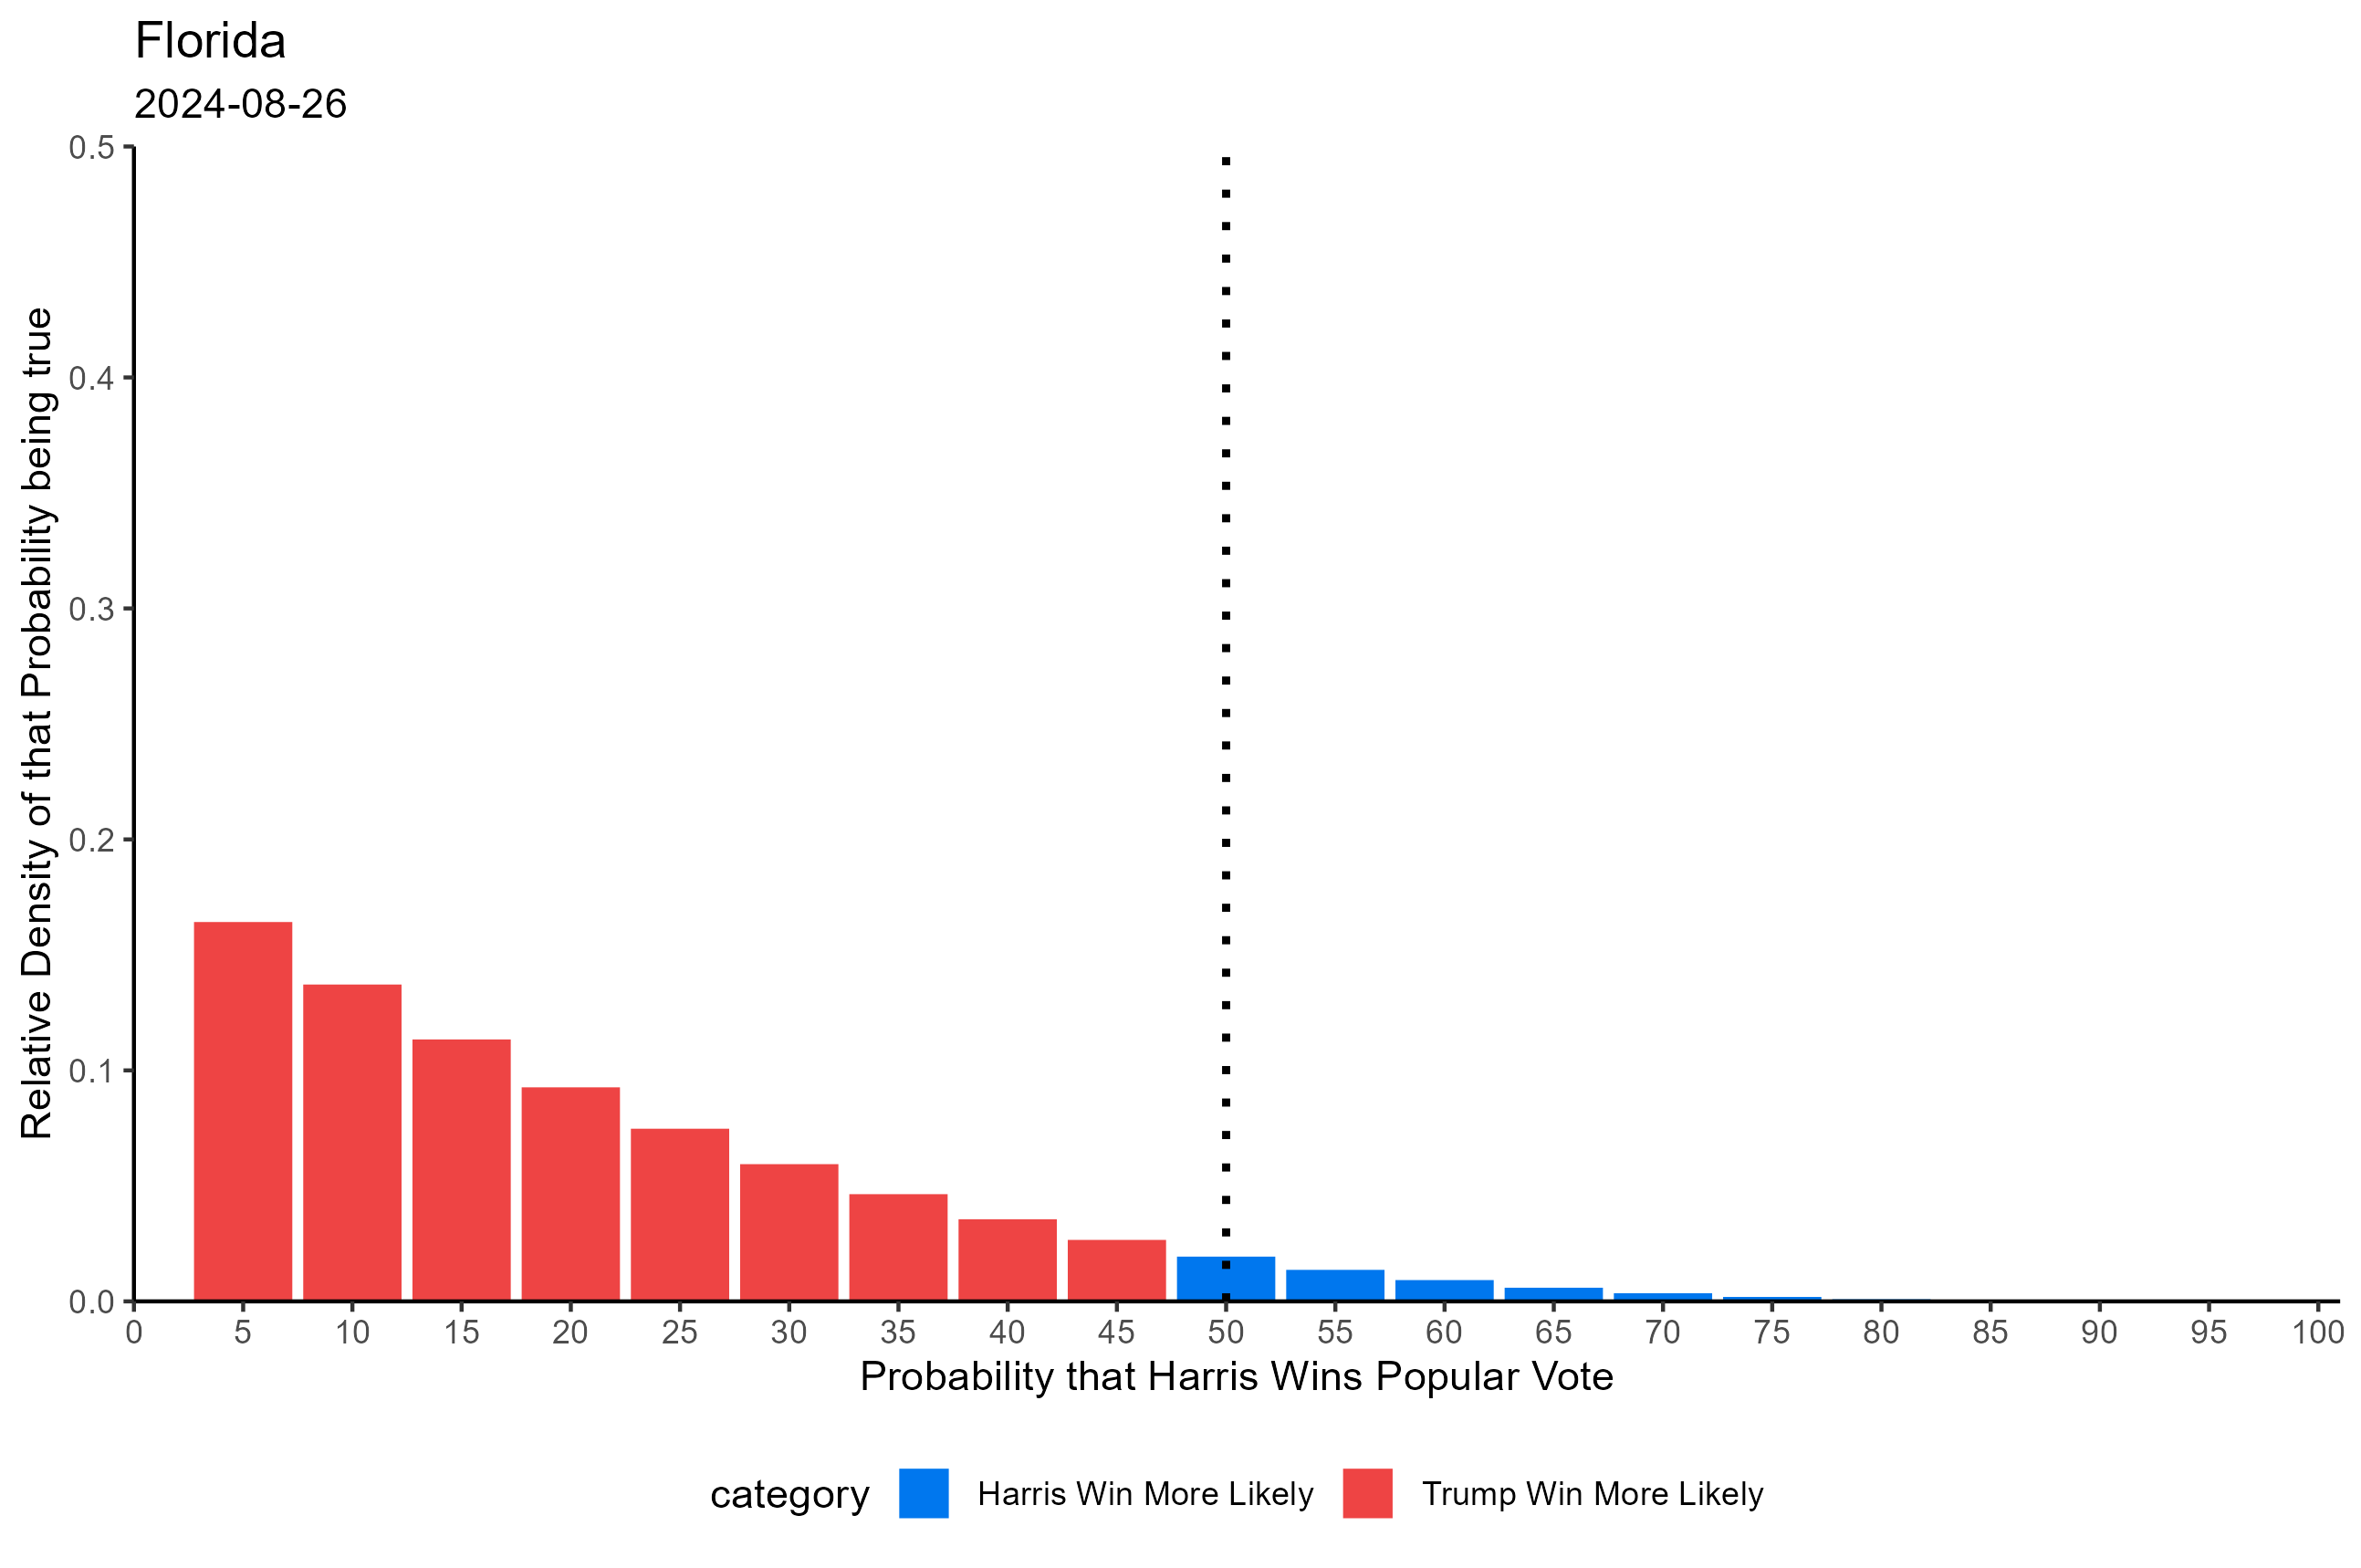 Florida
2024-08-26
Relative Density of that Probability being true
0.5
0.4
0.3
0.2
0.1
0.0
0 5 10 15 20 25 30 35 40 45 50 55 60 65 70 75 80 85 90 95 100
Probability that Harris Wins Popular Vote
category Harris Win More Likely Trump Win More Likely